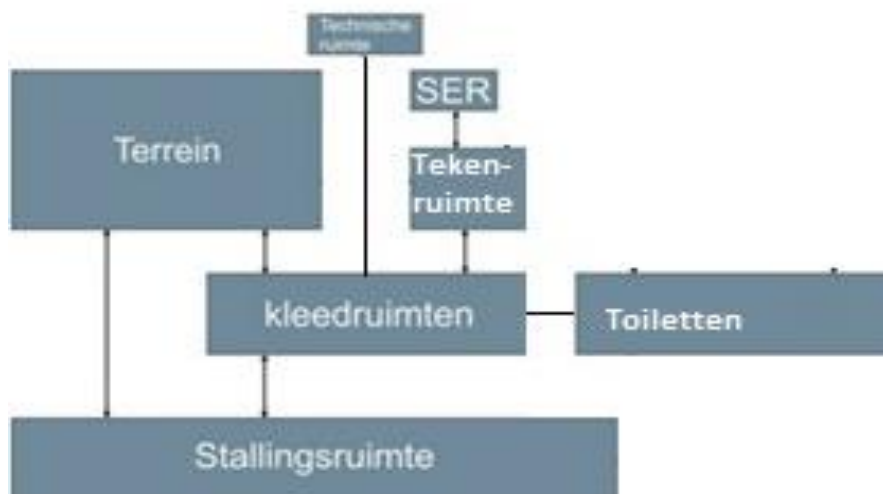 Technische
ruimte
SER
Terrein
Teken-
ruimte
kleedruimten
Toiletten
Stallingsruimte